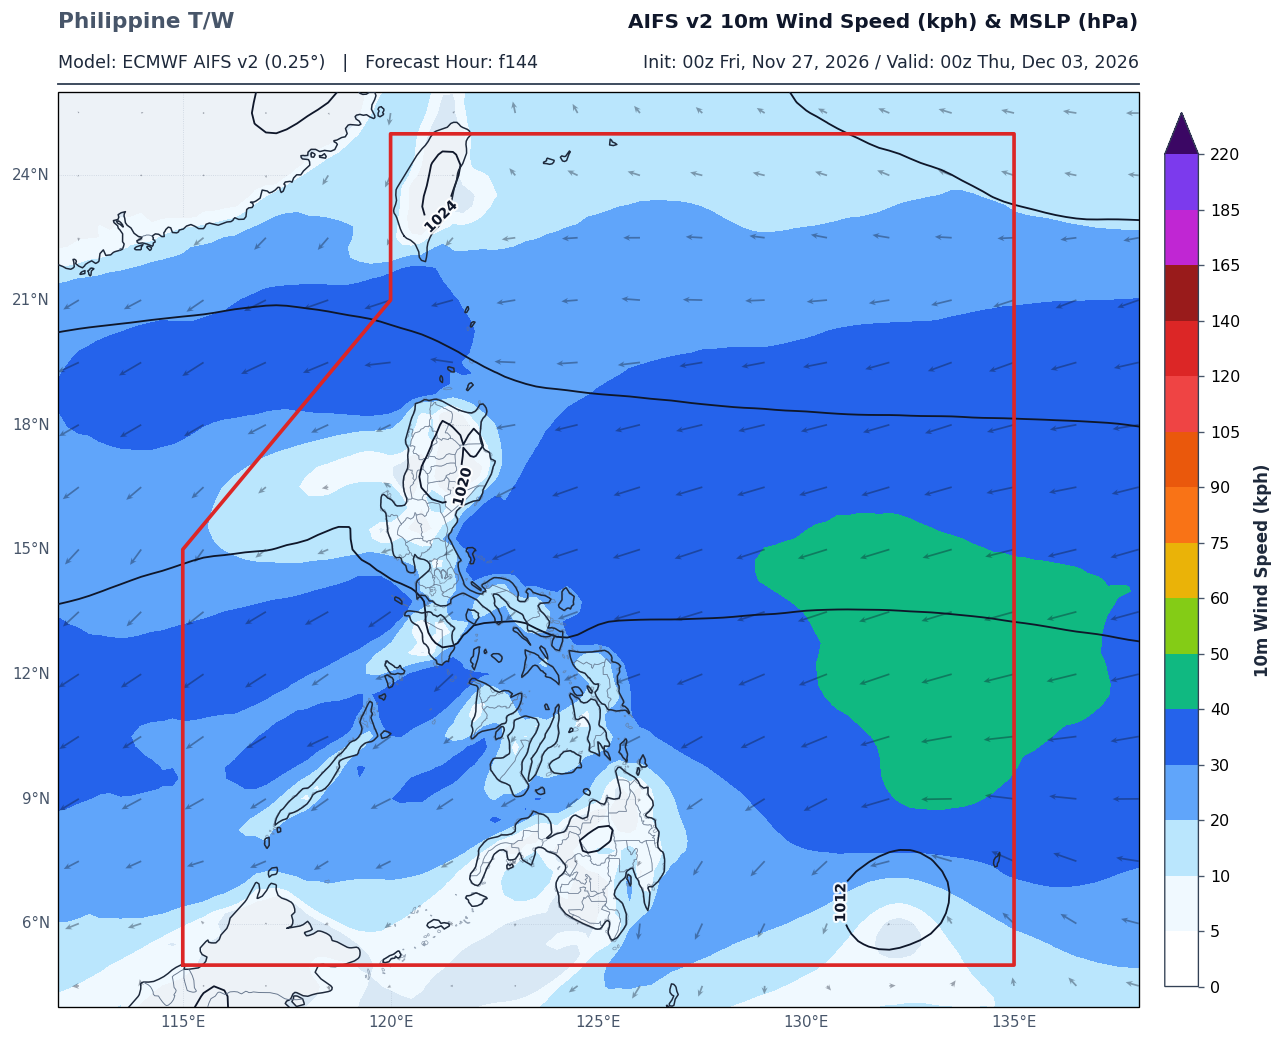 Philippine T/W
AIFS v2 10m Wind Speed (kph) & MSLP (hPa)
Model: ECMWF AIFS v2 (0.25°) | Forecast Hour: f144
Init: 00z Fri, Nov 27, 2026 / Valid: 00z Thu, Dec 03, 2026
24°N
21°N
18°N
15°N
12°N
9°N
6°N
1024
1020
1012
115°E
120°E
125°E
130°E
135°E
220
185
165
140
120
105
90
75
60
50
40
30
20
10
5
0
10m Wind Speed (kph)